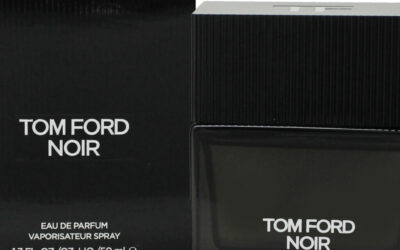 TOM FORD
NOIR
EAU DE PARFUM
VAPORISATEUR SPRAY
TOM FORD
NOIR